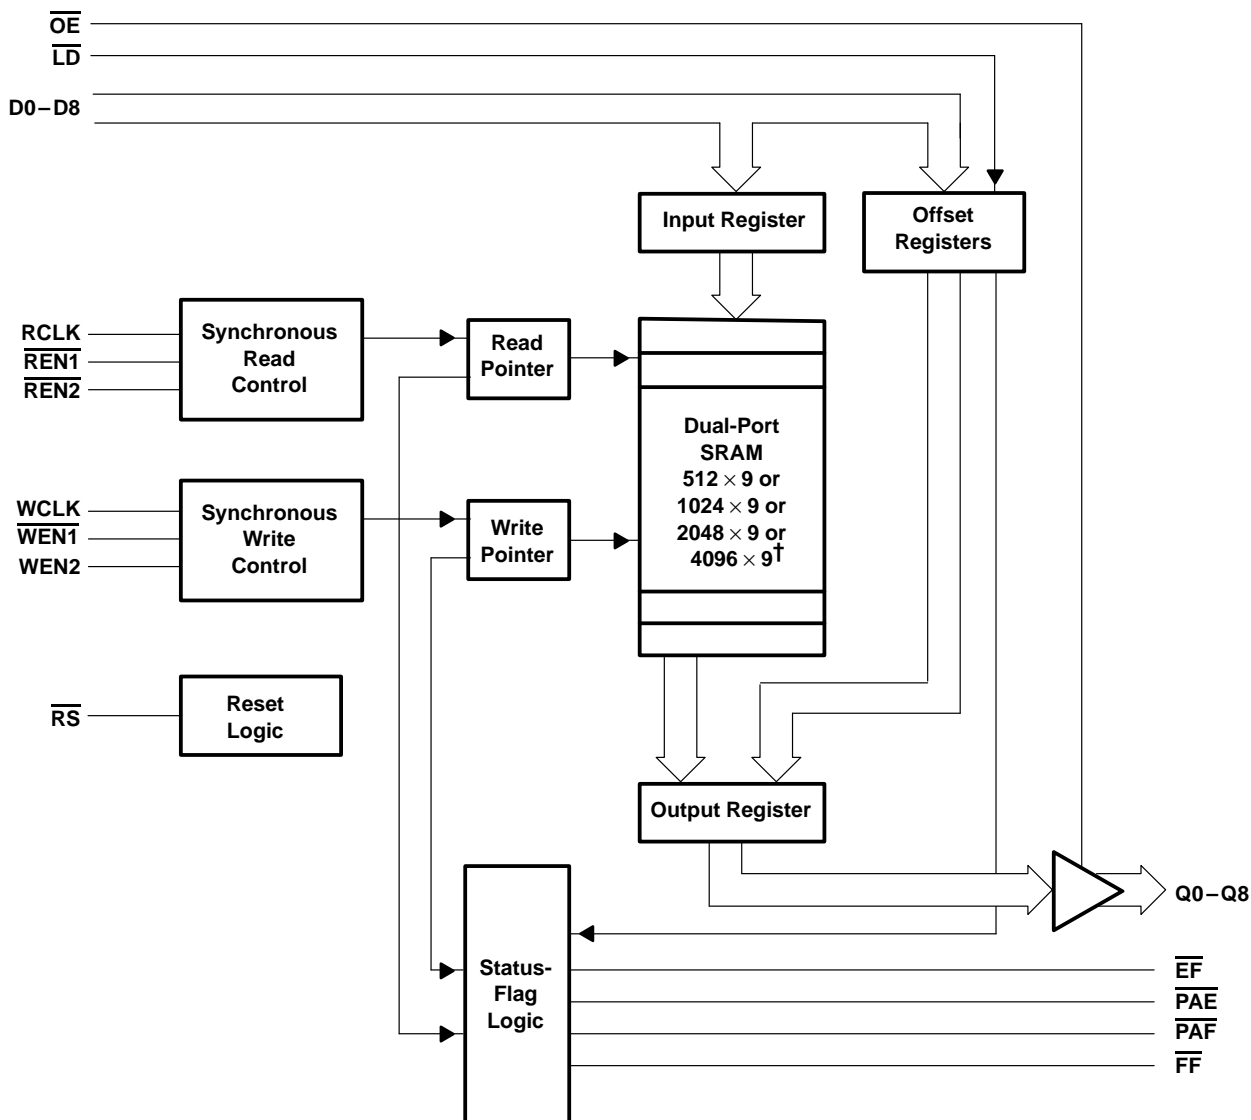 OE
LD
D0–D8
Input Register
Offset
Registers
RCLK
REN1
REN2
Synchronous
Read
Control
Read
Pointer
Dual-Port
SRAM
512 × 9 or
1024 × 9 or
2048 × 9 or
4096 × 9†
WCLK
WEN1
WEN2
Synchronous
Write
Control
Write
Pointer
RS
Reset
Logic
Output Register
Q0–Q8
Status-
Flag
Logic
EF
PAE
PAF
FF